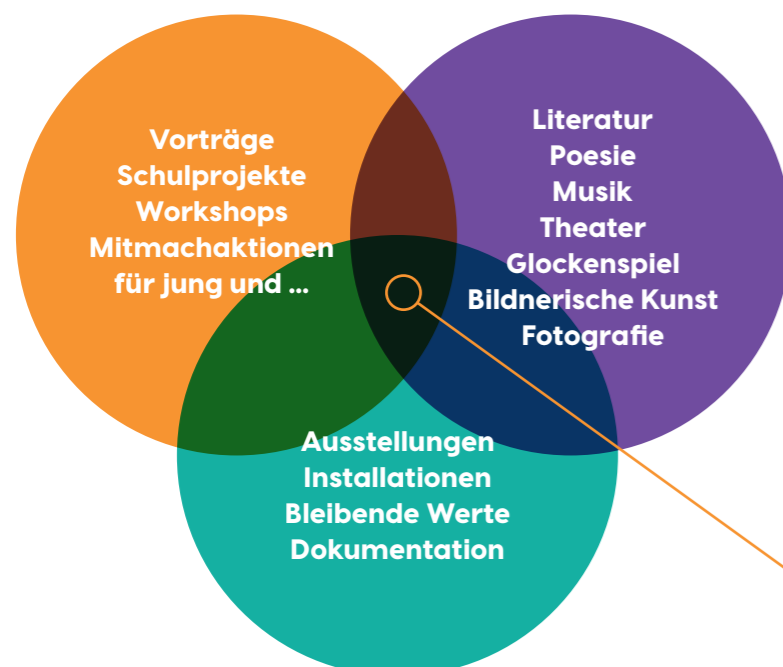 Vorträge
Schulprojekte
Workshops
Mitmachaktionen
für jung und ...
Literatur
Poesie
Musik
Theater
Glockenspiel
Bildnerische Kunst
Fotografie
Ausstellungen
Installationen
Bleibende Werte
Dokumentation